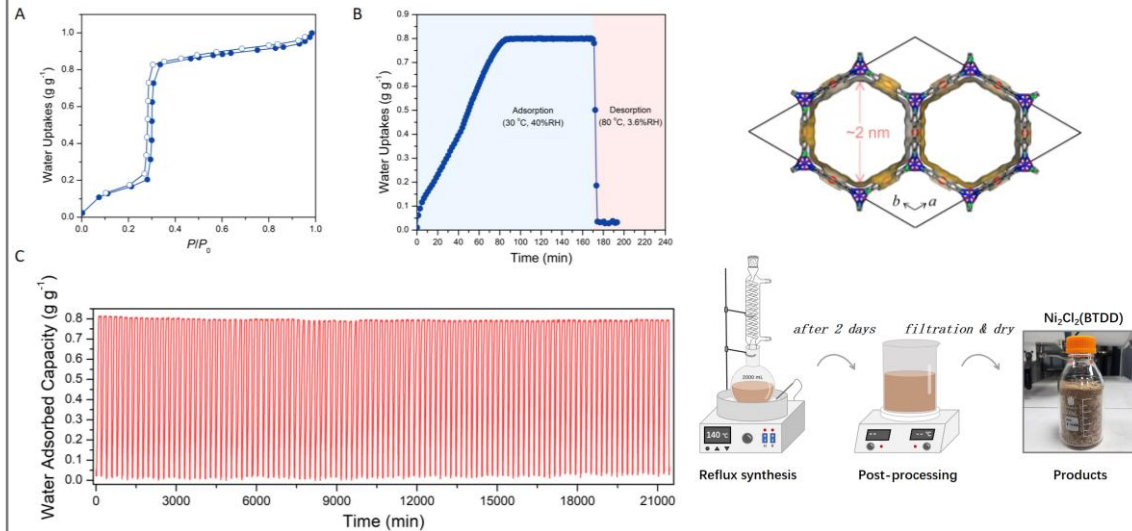 A
Water Uptakes (g g⁻¹)
1.0
0.8
0.6
0.4
0.2
0.0
0.0 0.2 0.4 0.6 0.8 1.0
P/P₀
B
Water Uptakes (g g⁻¹)
0.9
0.8
0.7
0.6
0.5
0.4
0.3
0.2
0.1
0.0
Adsorption
(30 °C, 40%RH)
Desorption
(80 °C, 3.6%RH)
0 20 40 60 80 100 120 140 160 180 200 220 240
Time (min)
~2 nm
b a
C
Water Adsorbed Capacity (g g⁻¹)
0.8
0.7
0.6
0.5
0.4
0.3
0.2
0.1
0.0
0 3000 6000 9000 12000 15000 18000 21000
Time (min)
2000 mL
140 ℃
Reflux synthesis
after 2 days
-- -- ℃
Post-processing
filtration & dry
Ni₂Cl₂(BTDD)
Products